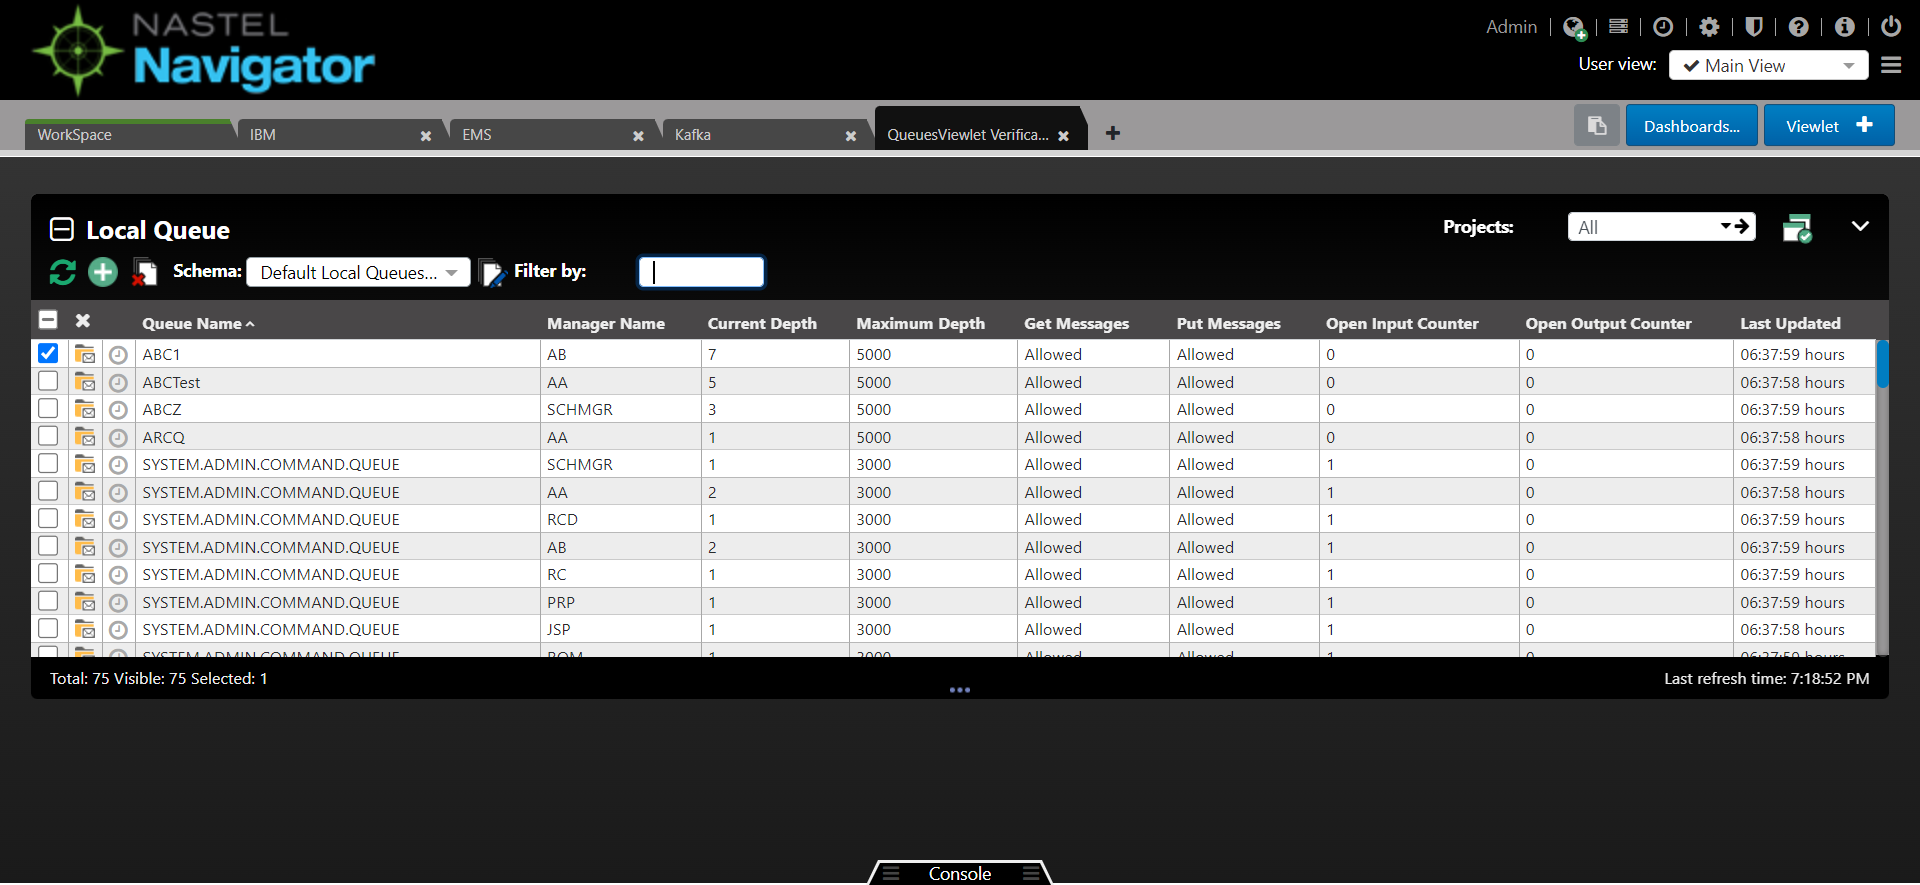 NASTEL
Navigator
Admin
User view: Main View
WorkSpace IBM EMS Kafka QueuesViewlet Verifica... Dashboards... Viewlet
Local Queue Projects: All
Schema: Default Local Queues... Filter by:
Queue Name Manager Name Current Depth Maximum Depth Get Messages Put Messages Open Input Counter Open Output Counter Last Updated
ABC1 AB 7 5000 Allowed Allowed 0 0 06:37:59 hours
ABCTest AA 5 5000 Allowed Allowed 0 0 06:37:58 hours
ABCZ SCHMGR 3 5000 Allowed Allowed 0 0 06:37:59 hours
ARCQ AA 1 5000 Allowed Allowed 0 0 06:37:58 hours
SYSTEM.ADMIN.COMMAND.QUEUE SCHMGR 1 3000 Allowed Allowed 1 0 06:37:59 hours
SYSTEM.ADMIN.COMMAND.QUEUE AA 2 3000 Allowed Allowed 1 0 06:37:58 hours
SYSTEM.ADMIN.COMMAND.QUEUE RCD 1 3000 Allowed Allowed 1 0 06:37:59 hours
SYSTEM.ADMIN.COMMAND.QUEUE AB 2 3000 Allowed Allowed 1 0 06:37:59 hours
SYSTEM.ADMIN.COMMAND.QUEUE RC 1 3000 Allowed Allowed 1 0 06:37:59 hours
SYSTEM.ADMIN.COMMAND.QUEUE PRP 1 3000 Allowed Allowed 1 0 06:37:59 hours
SYSTEM.ADMIN.COMMAND.QUEUE JSP 1 3000 Allowed Allowed 1 0 06:37:58 hours
SYSTEM.ADMIN.COMMAND.QUEUE 1 3000 Allowed Allowed 1 0 06:37:59 hours
Total: 75 Visible: 75 Selected: 1 Last refresh time: 7:18:52 PM
Console